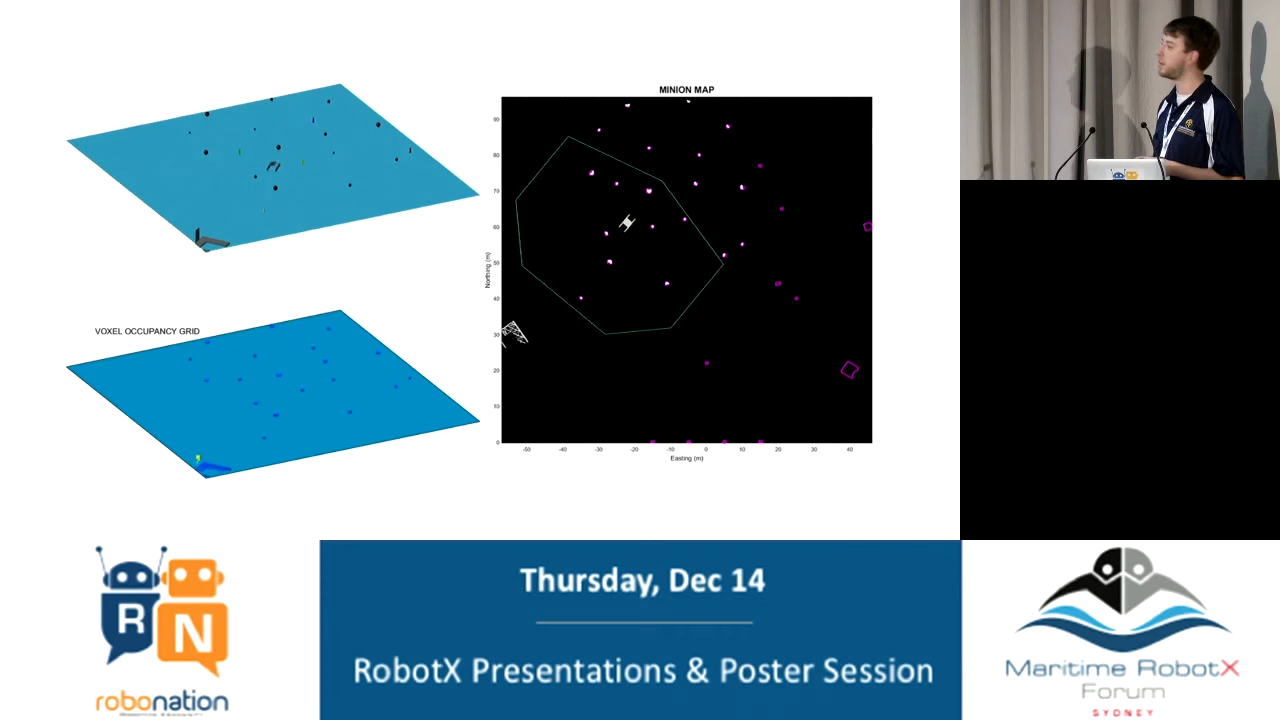 MINION MAP
90
80
70
60
50
40
30
20
10
0
-50 -40 -30 -20 -10 0 10 20 30 40
Northing (m)
Easting (m)
VOXEL OCCUPANCY GRID
RN
robonation
Thursday, Dec 14
RobotX Presentations & Poster Session
Maritime RobotX
Forum
SYDNEY